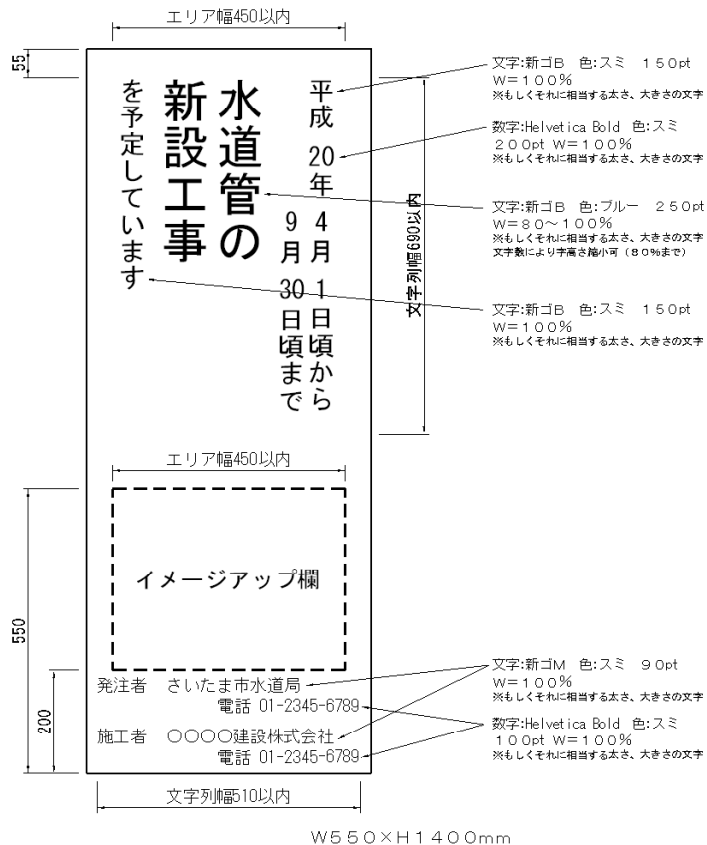 エリア幅450以内
55
平成 20年 4月 1日頃から
9月 30日頃まで
水道管の
新設工事
を予定しています
文字列幅690以内
文字:新ゴB 色:スミ 150pt
W=100%
※もしくそれに相当する太さ、大きさの文字
数字:Helvetica Bold 色:スミ
200pt W=100%
※もしくそれに相当する太さ、大きさの文字
文字:新ゴB 色:ブルー 250pt
W=80~100%
※もしくそれに相当する太さ、大きさの文字
文字数により字高さ縮小可(80%まで)
文字:新ゴB 色:スミ 150pt
W=100%
※もしくそれに相当する太さ、大きさの文字
エリア幅450以内
イメージアップ欄
550
200
発注者 さいたま市水道局
電話 01-2345-6789
施工者 〇〇〇〇建設株式会社
電話 01-2345-6789
文字:新ゴM 色:スミ 90pt
W=100%
※もしくそれに相当する太さ、大きさの文字
数字:Helvetica Bold 色:スミ
100pt W=100%
※もしくそれに相当する太さ、大きさの文字
文字列幅510以内
W550×H1400mm